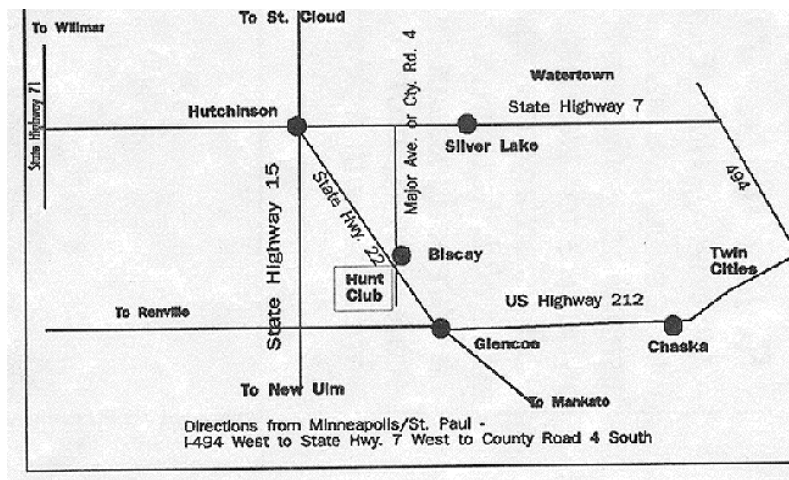 To Willmar
To St. Cloud
Major Ave. or Cty. Rd. 4
Watertown
State Highway 71
Hutchinson
State Highway 7
Silver Lake
494
State Highway 15
State Hwy. 22
Biscay
Twin
Cities
Hunt
Club
US Highway 212
To Renville
Glencoe
Chaska
To New Ulm
To Mankato
Directions from Minneapolis/St. Paul -
I-494 West to State Hwy. 7 West to County Road 4 South